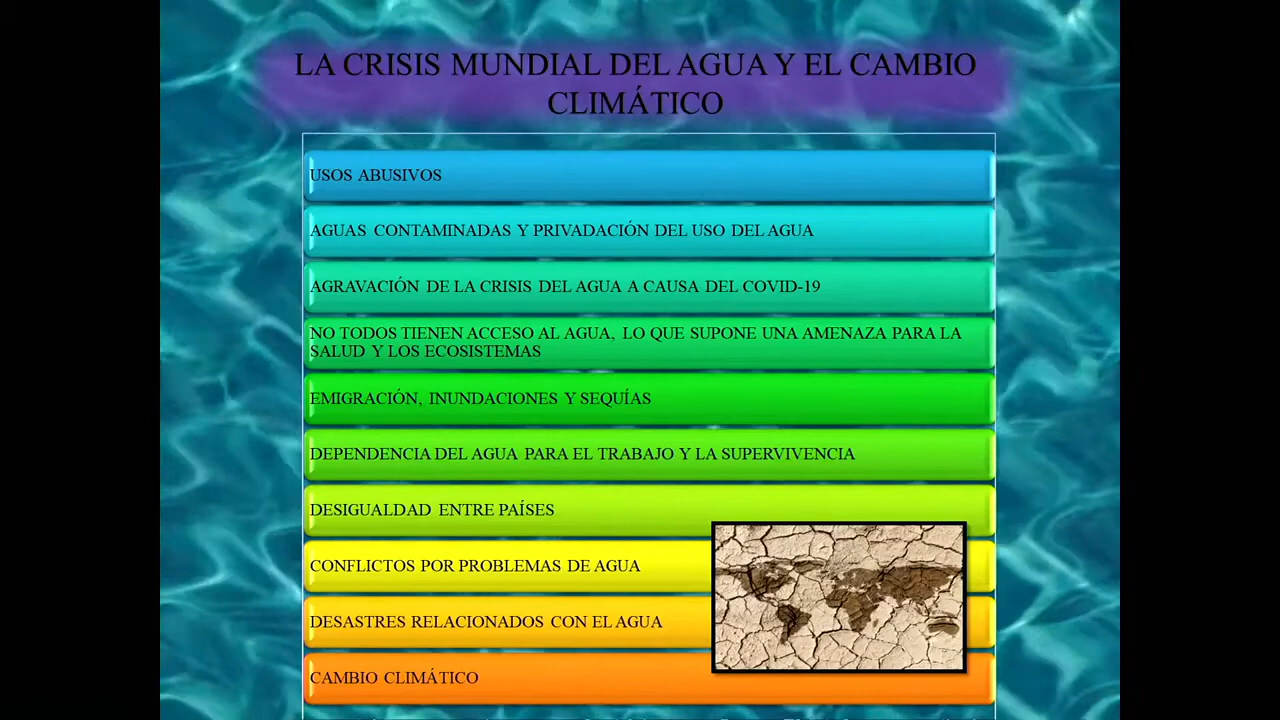 LA CRISIS MUNDIAL DEL AGUA Y EL CAMBIO
CLIMÁTICO
USOS ABUSIVOS
AGUAS CONTAMINADAS Y PRIVADACIÓN DEL USO DEL AGUA
AGRAVACIÓN DE LA CRISIS DEL AGUA A CAUSA DEL COVID-19
NO TODOS TIENEN ACCESO AL AGUA, LO QUE SUPONE UNA AMENAZA PARA LA
SALUD Y LOS ECOSISTEMAS
EMIGRACIÓN, INUNDACIONES Y SEQUÍAS
DEPENDENCIA DEL AGUA PARA EL TRABAJO Y LA SUPERVIVENCIA
DESIGUALDAD ENTRE PAÍSES
CONFLICTOS POR PROBLEMAS DE AGUA
DESASTRES RELACIONADOS CON EL AGUA
CAMBIO CLIMÁTICO